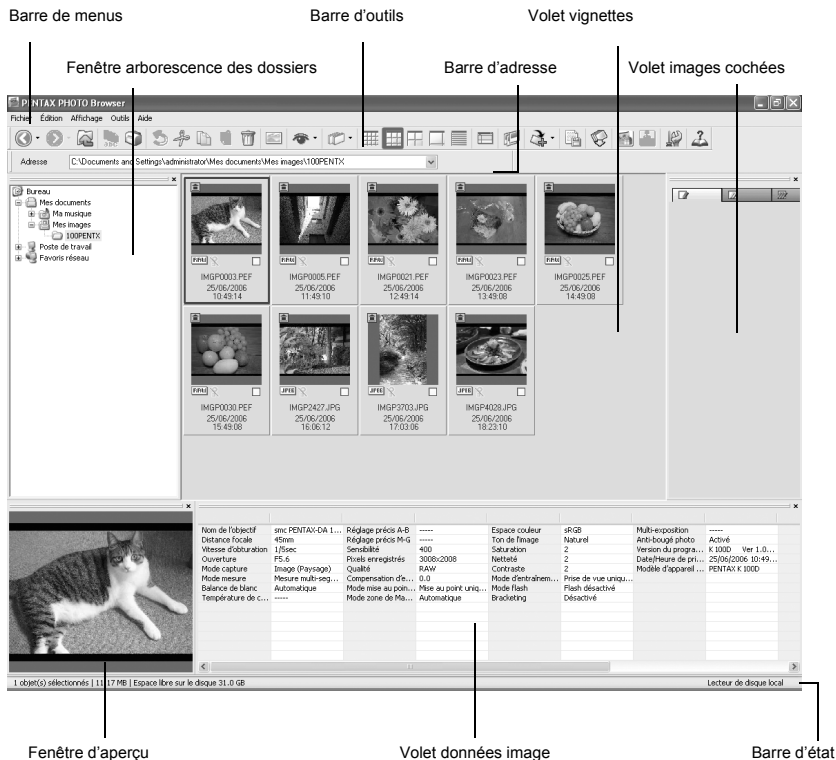 Barre de menus Barre d'outils Volet vignettes
Fenêtre arborescence des dossiers Barre d'adresse Volet images cochées
PENTAX PHOTO Browser
Fichier Édition Affichage Outils Aide
Adresse C:\Documents and Settings\administrator\Mes documents\Mes images\100PENTX
Bureau
Mes documents
Ma musique
Mes images
100PENTX
Poste de travail
Favoris réseau
RAW RAW RAW RAW RAW
IMGP0003.PEF IMGP0005.PEF IMGP0021.PEF IMGP0023.PEF IMGP0025.PEF
25/06/2006 25/06/2006 25/06/2006 25/06/2006 25/06/2006
10:49:14 11:49:10 12:49:14 13:49:08 14:49:08
RAW JPEG JPEG JPEG
IMGP0030.PEF IMGP2427.JPG IMGP3703.JPG IMGP4028.JPG
25/06/2006 25/06/2006 25/06/2006 25/06/2006
15:49:08 16:06:12 17:03:06 18:23:10
Nom de l'objectif smc PENTAX-DA 1... Réglage précis A-B ----- Espace couleur sRGB Multi-exposition -----
Distance focale 45mm Réglage précis M-G ----- Ton de l'image Naturel Anti-bougé photo Activé
Vitesse d'obturation 1/5sec Sensibilité 400 Saturation 2 Version du progra... K100D Ver 1.0...
Ouverture F5.6 Pixels enregistrés 3008x2008 Netteté 2 Date/Heure de pri... 25/06/2006 10:49...
Mode capture Image (Paysage) Qualité RAW Contraste 2 Modèle d'appareil ... PENTAX K100D
Mode mesure Mesure multi-seg... Compensation d'e... 0.0 Mode d'entraînem... Prise de vue uniqu...
Balance de blanc Automatique Mode mise au poin... Mise au point uniq... Mode flash Flash désactivé
Température de c... ----- Mode zone de Ma... Automatique Bracketing Désactivé
1 objet(s) sélectionnés | 11.17 MB | Espace libre sur le disque 31.0 GB Lecteur de disque local
Fenêtre d'aperçu Volet données image Barre d'état